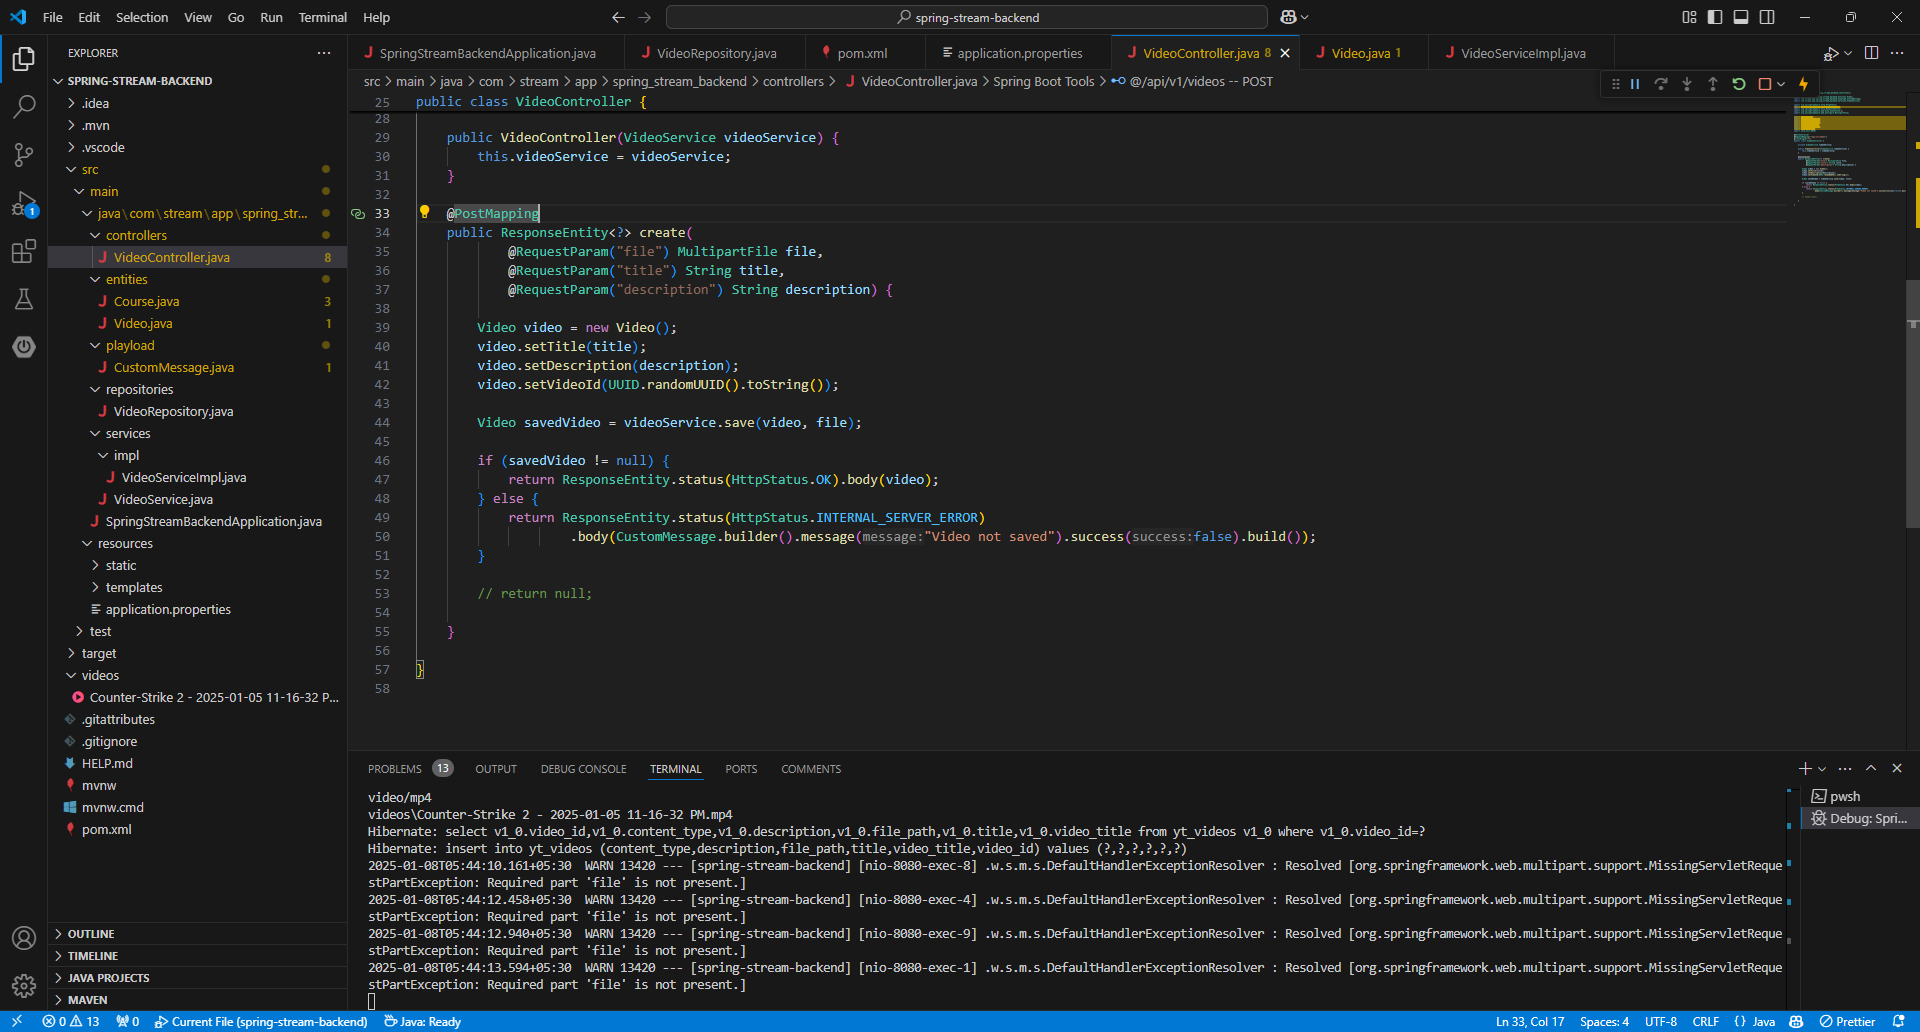 File Edit Selection View Go Run Terminal Help
spring-stream-backend
EXPLORER
SPRING-STREAM-BACKEND
.idea
.mvn
.vscode
src
main
java\com\stream\app\spring_str...
controllers
VideoController.java 8
entities
Course.java 3
Video.java 1
playload
CustomMessage.java 1
repositories
VideoRepository.java
services
impl
VideoServiceImpl.java
VideoService.java
SpringStreamBackendApplication.java
resources
static
templates
application.properties
test
target
videos
Counter-Strike 2 - 2025-01-05 11-16-32 P...
.gitattributes
.gitignore
HELP.md
mvnw
mvnw.cmd
pom.xml
OUTLINE
TIMELINE
JAVA PROJECTS
MAVEN
1
SpringStreamBackendApplication.java VideoRepository.java pom.xml application.properties VideoController.java 8 Video.java 1 VideoServiceImpl.java
src > main > java > com > stream > app > spring_stream_backend > controllers > VideoController.java > Spring Boot Tools > @/api/v1/videos -- POST
25 public class VideoController {
28
29 public VideoController(VideoService videoService) {
30 this.videoService = videoService;
31 }
32
33 @PostMapping
34 public ResponseEntity<?> create(
35 @RequestParam("file") MultipartFile file,
36 @RequestParam("title") String title,
37 @RequestParam("description") String description) {
38
39 Video video = new Video();
40 video.setTitle(title);
41 video.setDescription(description);
42 video.setVideoId(UUID.randomUUID().toString());
43
44 Video savedVideo = videoService.save(video, file);
45
46 if (savedVideo != null) {
47 return ResponseEntity.status(HttpStatus.OK).body(video);
48 } else {
49 return ResponseEntity.status(HttpStatus.INTERNAL_SERVER_ERROR)
50 .body(CustomMessage.builder().message(message:"Video not saved").success(success:false).build());
51 }
52
53 // return null;
54
55 }
56
57 }
58
PROBLEMS 13 OUTPUT DEBUG CONSOLE TERMINAL PORTS COMMENTS
video/mp4
videos\Counter-Strike 2 - 2025-01-05 11-16-32 PM.mp4
Hibernate: select v1_0.video_id,v1_0.content_type,v1_0.description,v1_0.file_path,v1_0.title,v1_0.video_title from yt_videos v1_0 where v1_0.video_id=?
Hibernate: insert into yt_videos (content_type,description,file_path,title,video_title,video_id) values (?,?,?,?,?,?)
2025-01-08T05:44:10.161+05:30 WARN 13420 --- [spring-stream-backend] [nio-8080-exec-8] .w.s.m.s.DefaultHandlerExceptionResolver : Resolved [org.springframework.web.multipart.support.MissingServletReque
stPartException: Required part 'file' is not present.]
2025-01-08T05:44:12.458+05:30 WARN 13420 --- [spring-stream-backend] [nio-8080-exec-4] .w.s.m.s.DefaultHandlerExceptionResolver : Resolved [org.springframework.web.multipart.support.MissingServletReque
stPartException: Required part 'file' is not present.]
2025-01-08T05:44:12.940+05:30 WARN 13420 --- [spring-stream-backend] [nio-8080-exec-9] .w.s.m.s.DefaultHandlerExceptionResolver : Resolved [org.springframework.web.multipart.support.MissingServletReque
stPartException: Required part 'file' is not present.]
2025-01-08T05:44:13.594+05:30 WARN 13420 --- [spring-stream-backend] [nio-8080-exec-1] .w.s.m.s.DefaultHandlerExceptionResolver : Resolved [org.springframework.web.multipart.support.MissingServletReque
stPartException: Required part 'file' is not present.]
pwsh
Debug: Spri...
0 13 0 Current File (spring-stream-backend) Java: Ready Ln 33, Col 17 Spaces: 4 UTF-8 CRLF {} Java Prettier